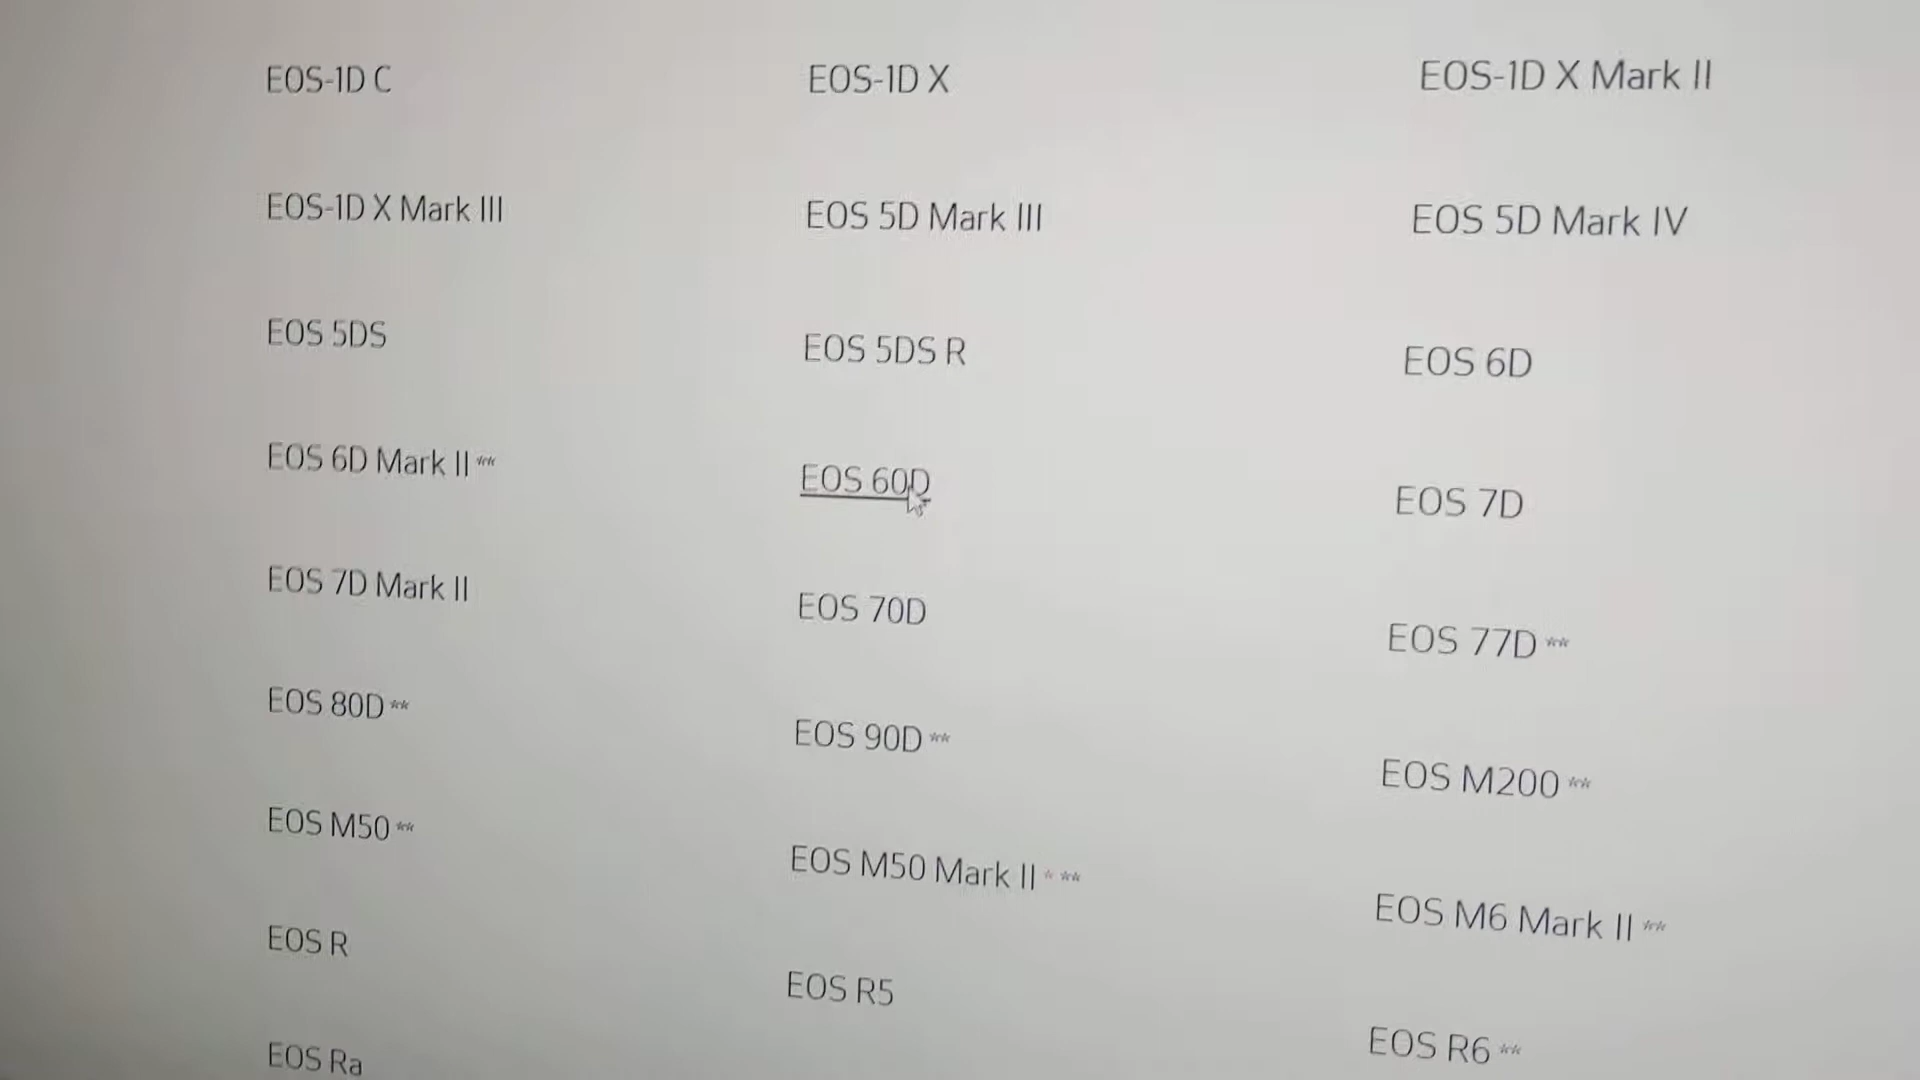 EOS-1D C
EOS-1D X
EOS-1D X Mark II
EOS-1D X Mark III
EOS 5D Mark III
EOS 5D Mark IV
EOS 5DS
EOS 5DS R
EOS 6D
EOS 6D Mark II **
EOS 60D
EOS 7D
EOS 7D Mark II
EOS 70D
EOS 77D **
EOS 80D **
EOS 90D **
EOS M200 **
EOS M50 **
EOS M50 Mark II * **
EOS M6 Mark II **
EOS R
EOS R5
EOS R6 **
EOS Ra